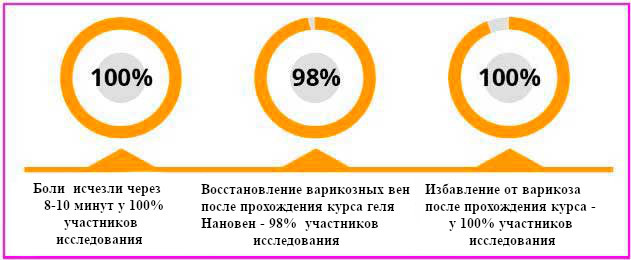 100%
98%
100%
Боли исчезли через
8-10 минут у 100%
участников
исследования
Восстановление варикозных вен
после прохождения курса геля
Нановен - 98% участников
исследования
Избавление от варикоза
после прохождения курса -
у 100% участников
исследования